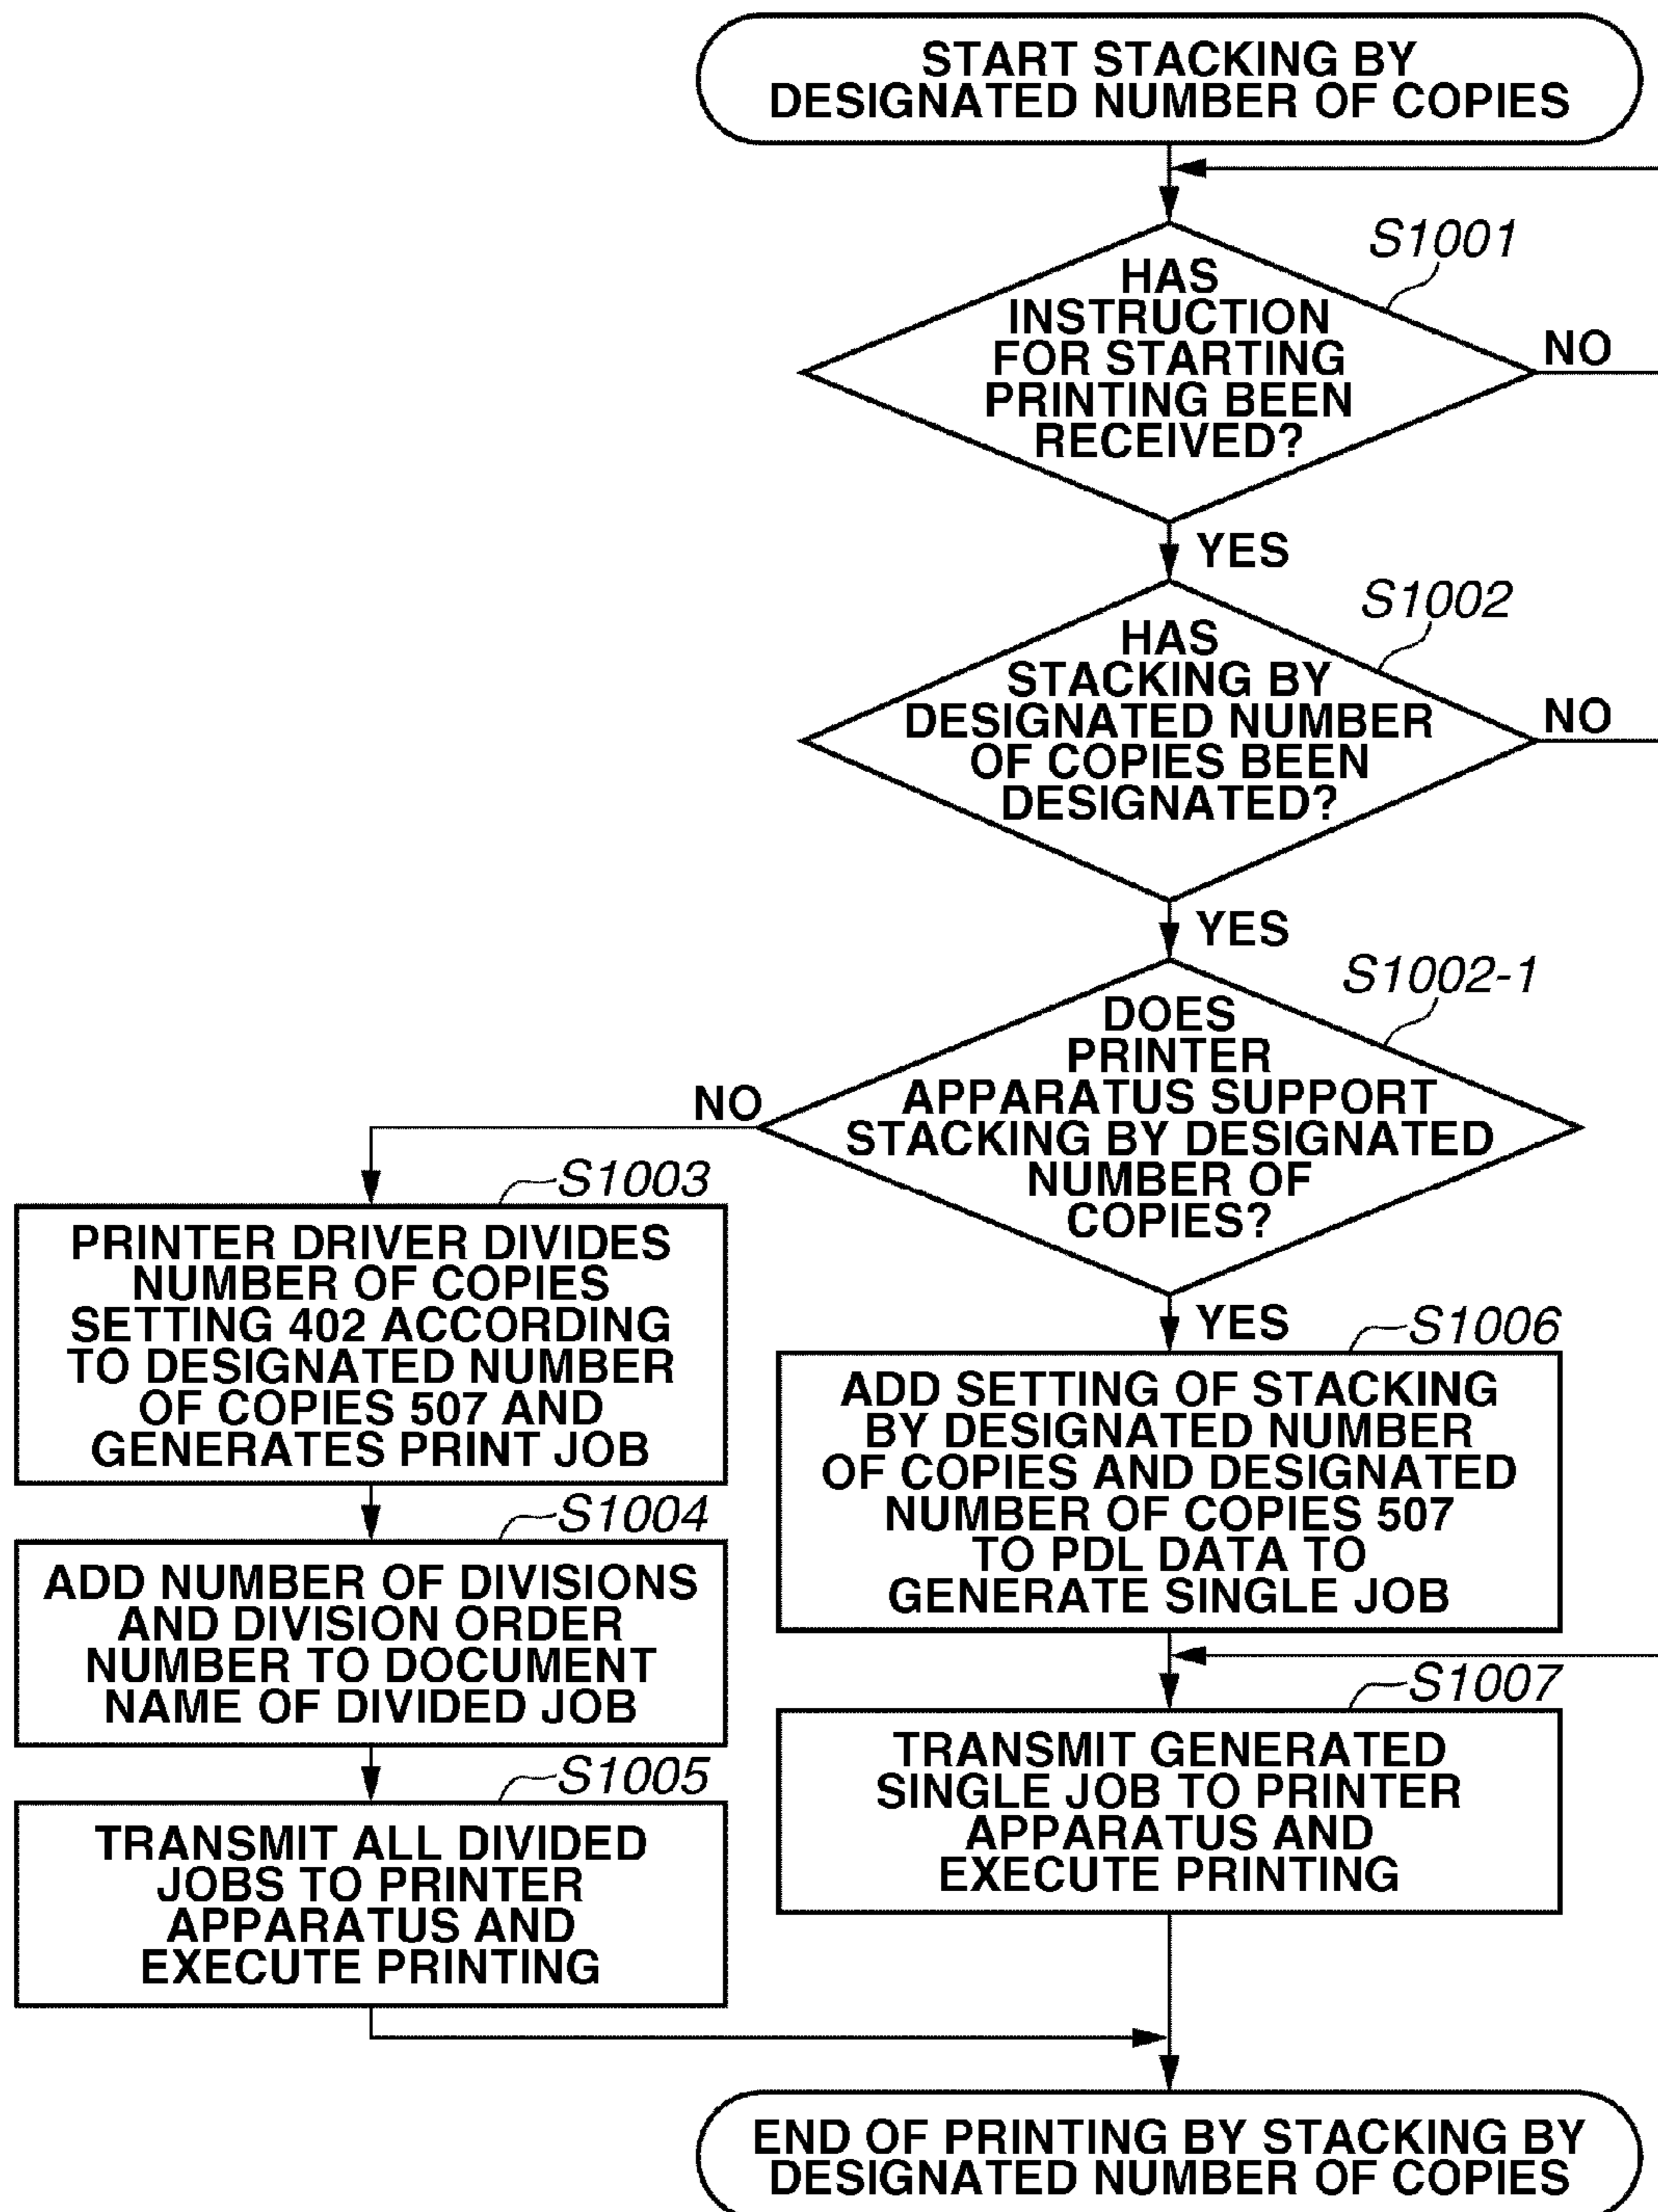 START STACKING BY
DESIGNATED NUMBER OF COPIES
S1001
HAS
INSTRUCTION
FOR STARTING
PRINTING BEEN
RECEIVED?
NO
YES
S1002
HAS
STACKING BY
DESIGNATED NUMBER
OF COPIES BEEN
DESIGNATED?
NO
YES
S1002-1
DOES
PRINTER
APPARATUS SUPPORT
STACKING BY DESIGNATED
NUMBER OF
COPIES?
NO
S1003
PRINTER DRIVER DIVIDES
NUMBER OF COPIES
SETTING 402 ACCORDING
TO DESIGNATED NUMBER
OF COPIES 507 AND
GENERATES PRINT JOB
S1004
ADD NUMBER OF DIVISIONS
AND DIVISION ORDER
NUMBER TO DOCUMENT
NAME OF DIVIDED JOB
S1005
TRANSMIT ALL DIVIDED
JOBS TO PRINTER
APPARATUS AND
EXECUTE PRINTING
YES
S1006
ADD SETTING OF STACKING
BY DESIGNATED NUMBER
OF COPIES AND DESIGNATED
NUMBER OF COPIES 507
TO PDL DATA TO
GENERATE SINGLE JOB
S1007
TRANSMIT GENERATED
SINGLE JOB TO PRINTER
APPARATUS AND
EXECUTE PRINTING
END OF PRINTING BY STACKING BY
DESIGNATED NUMBER OF COPIES